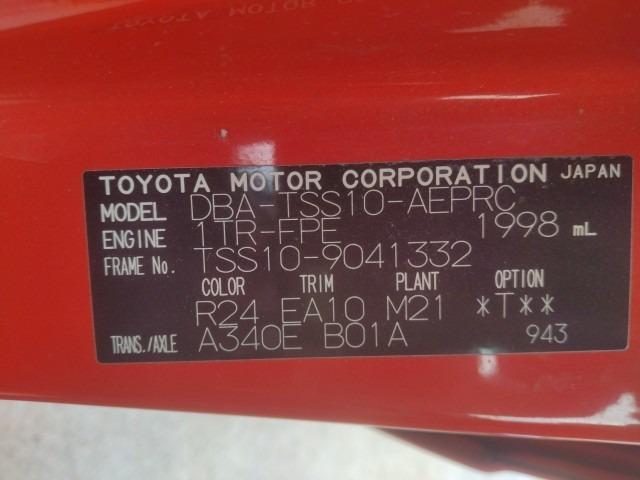 TOYOTA MOTOR CORPORATION JAPAN
MODEL DBA-TSS10-AEPRC
ENGINE 1TR-FPE 1998 mL
FRAME No. TSS10-9041332
COLOR TRIM PLANT OPTION
R24 EA10 M21 *T**
TRANS./AXLE A340E B01A 943